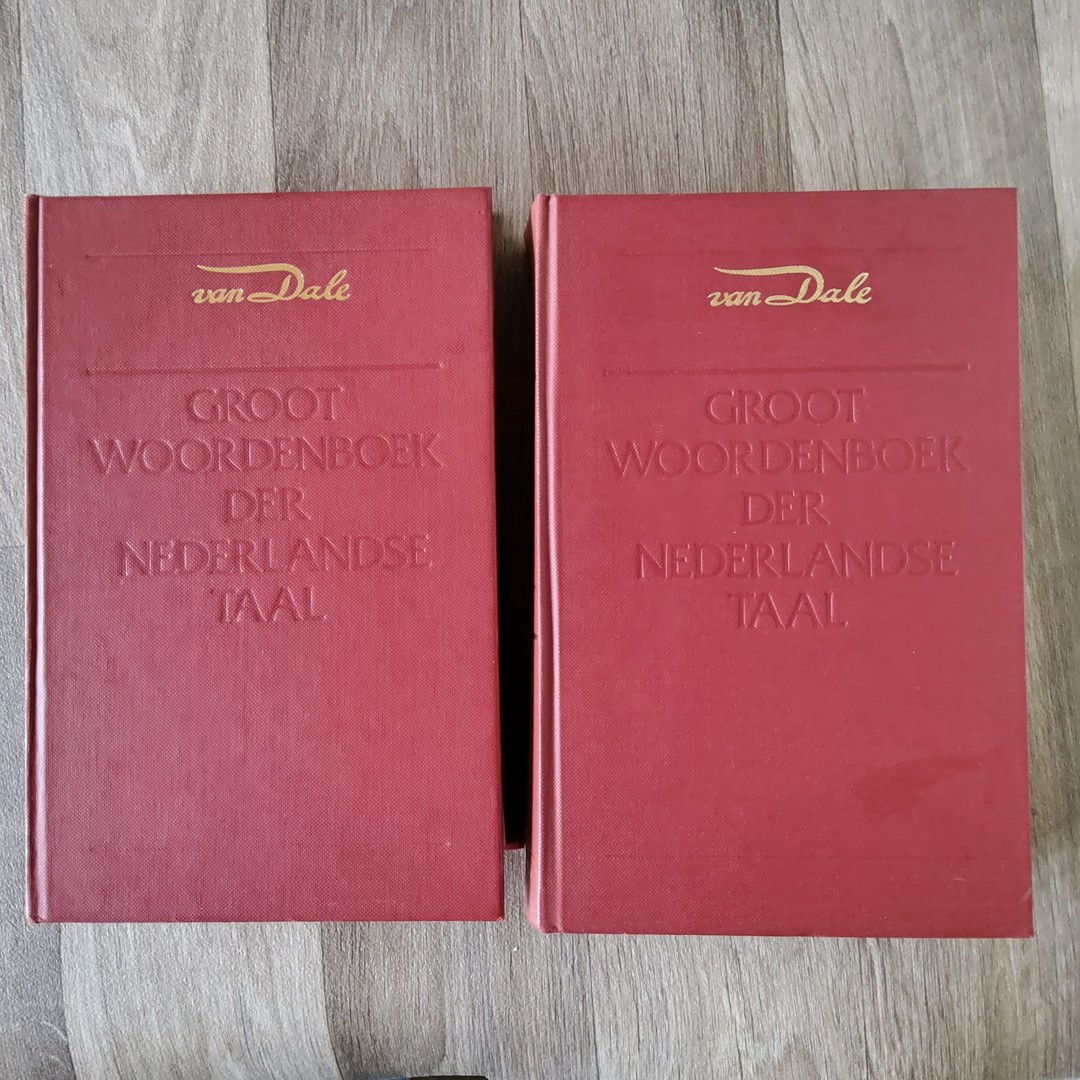 van Dale
GROOT
WOORDENBOEK
DER
NEDERLANDSE
TAAL
van Dale
GROOT
WOORDENBOEK
DER
NEDERLANDSE
TAAL